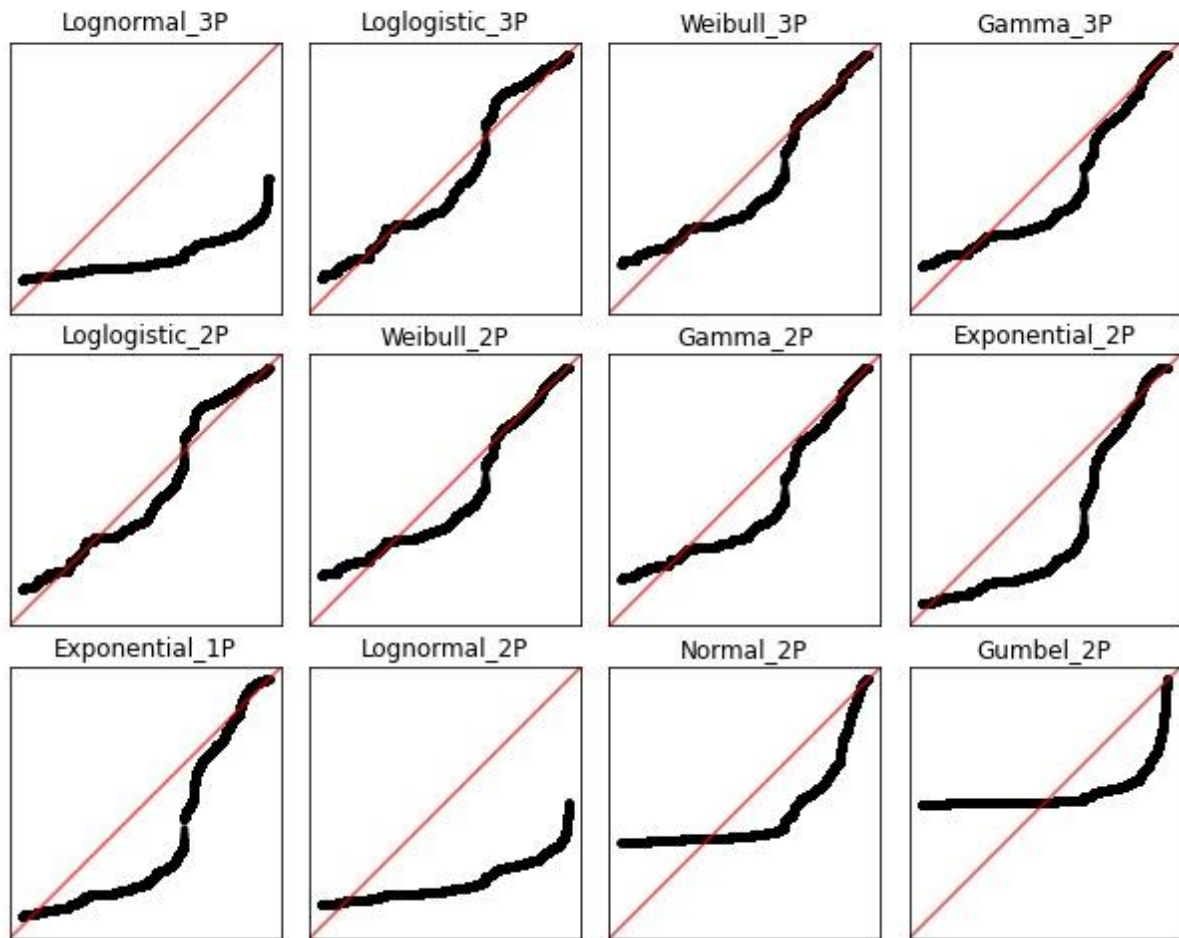 Lognormal_3P Loglogistic_3P Weibull_3P Gamma_3P
Loglogistic_2P Weibull_2P Gamma_2P Exponential_2P
Exponential_1P Lognormal_2P Normal_2P Gumbel_2P